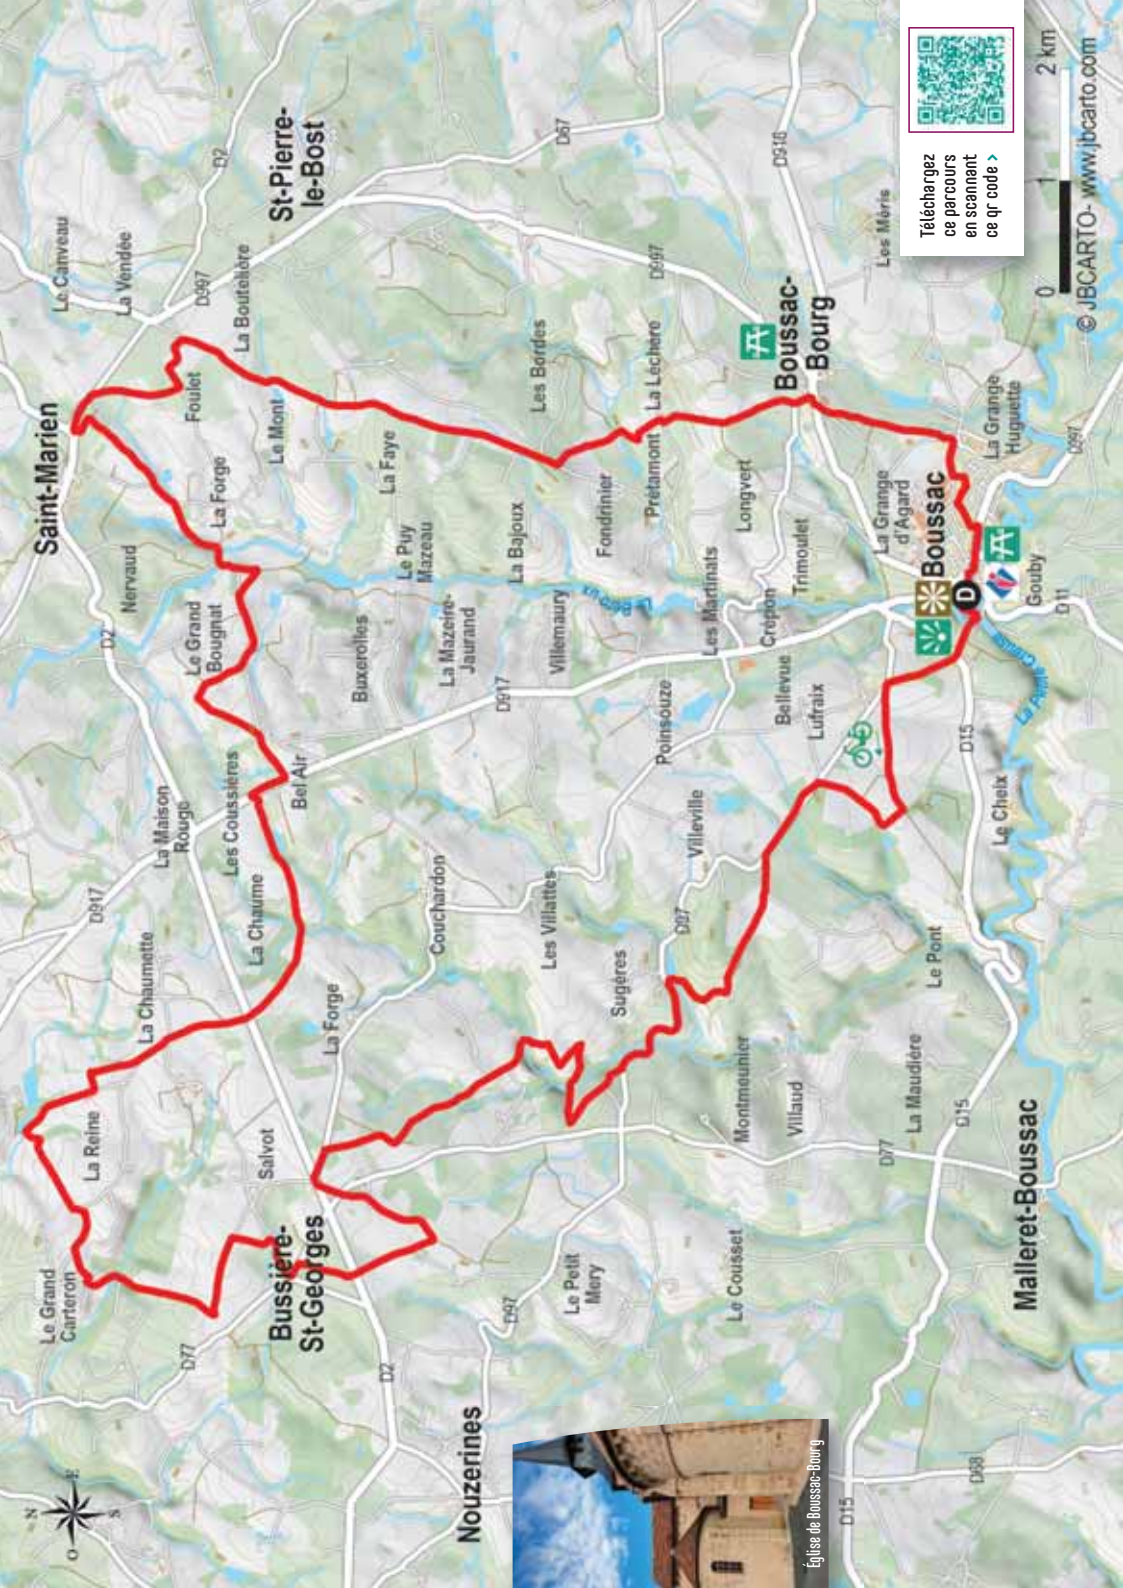 N
O
E
S
Saint-Marien
Le Canveau
La Vendée
D2
St-Pierre-
le-Bost
D997
La Boutelière
Foulet
Le Mont
La Forge
La Faye
Nervaud
D2
Le Grand
Bougnat
Le Puy
Mazeau
Buxerolles
La Mazeire-
Jaurand
La Bajoux
Villemaury
Les Bordes
Fondrinier
Prétamont
La Léchère
D67
D997
D916
Les Méris
Boussac-
Bourg
Longvert
Trimoulet
Crépon
Les Martinats
La Grange
d'Agard
La Grange
Huguette
Boussac
D
Gouby
D11
D997
La Maison
Rouge
Les Coussières
Bel Air
D917
D917
La Chaume
La Chaumette
La Forge
Couchardon
Les Villattes
Poinsouze
Bellevue
Lufraix
Villeville
D97
Sugères
D15
Le Cheix
Le Pont
La Petite Creuse
La Reine
Salvot
Bussière-
St-Georges
Le Grand
Carteron
D77
D2
Montmeunier
Villaud
La Maudière
D77
D15
Malleret-Boussac
Le Cousset
Le Petit
Mery
D97
Nouzerines
D15
D68
Église de Boussac-Bourg
Téléchargez
ce parcours
en scannant
ce qr code >
0 1 2 km
© JBCARTO- www.jbcarto.com